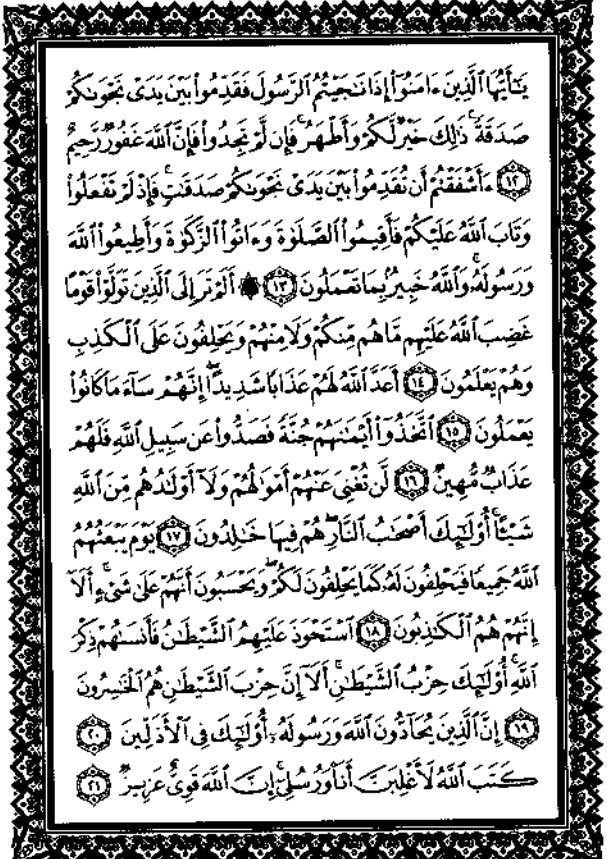 يَـٰٓأَيُّهَا ٱلَّذِينَ ءَامَنُوٓا۟ إِذَا نَـٰجَيْتُمُ ٱلرَّسُولَ فَقَدِّمُوا۟ بَيْنَ يَدَىْ نَجْوَىٰكُمْ
صَدَقَةً ۚ ذَٰلِكَ خَيْرٌ لَّكُمْ وَأَطْهَرُ ۚ فَإِن لَّمْ تَجِدُوا۟ فَإِنَّ ٱللَّهَ غَفُورٌ رَّحِيمٌ
١٢ ءَأَشْفَقْتُمْ أَن تُقَدِّمُوا۟ بَيْنَ يَدَىْ نَجْوَىٰكُمْ صَدَقَـٰتٍ ۚ فَإِذْ لَمْ تَفْعَلُوا۟
وَتَابَ ٱللَّهُ عَلَيْكُمْ فَأَقِيمُوا۟ ٱلصَّلَوٰةَ وَءَاتُوا۟ ٱلزَّكَوٰةَ وَأَطِيعُوا۟ ٱللَّهَ
وَرَسُولَهُۥ ۚ وَٱللَّهُ خَبِيرٌۢ بِمَا تَعْمَلُونَ ١٣ ۞ أَلَمْ تَرَ إِلَى ٱلَّذِينَ تَوَلَّوْا۟ قَوْمًا
غَضِبَ ٱللَّهُ عَلَيْهِم مَّا هُم مِّنكُمْ وَلَا مِنْهُمْ وَيَحْلِفُونَ عَلَى ٱلْكَذِبِ
وَهُمْ يَعْلَمُونَ ١٤ أَعَدَّ ٱللَّهُ لَهُمْ عَذَابًا شَدِيدًا ۖ إِنَّهُمْ سَآءَ مَا كَانُوا۟
يَعْمَلُونَ ١٥ ٱتَّخَذُوٓا۟ أَيْمَـٰنَهُمْ جُنَّةً فَصَدُّوا۟ عَن سَبِيلِ ٱللَّهِ فَلَهُمْ
عَذَابٌ مُّهِينٌ ١٦ لَّن تُغْنِىَ عَنْهُمْ أَمْوَٰلُهُمْ وَلَآ أَوْلَـٰدُهُم مِّنَ ٱللَّهِ
شَيْـًٔا ۚ أُو۟لَـٰٓئِكَ أَصْحَـٰبُ ٱلنَّارِ ۖ هُمْ فِيهَا خَـٰلِدُونَ ١٧ يَوْمَ يَبْعَثُهُمُ
ٱللَّهُ جَمِيعًا فَيَحْلِفُونَ لَهُۥ كَمَا يَحْلِفُونَ لَكُمْ ۖ وَيَحْسَبُونَ أَنَّهُمْ عَلَىٰ شَىْءٍ ۚ أَلَآ
إِنَّهُمْ هُمُ ٱلْكَـٰذِبُونَ ١٨ ٱسْتَحْوَذَ عَلَيْهِمُ ٱلشَّيْطَـٰنُ فَأَنسَىٰهُمْ ذِكْرَ
ٱللَّهِ ۚ أُو۟لَـٰٓئِكَ حِزْبُ ٱلشَّيْطَـٰنِ ۚ أَلَآ إِنَّ حِزْبَ ٱلشَّيْطَـٰنِ هُمُ ٱلْخَـٰسِرُونَ
١٩ إِنَّ ٱلَّذِينَ يُحَآدُّونَ ٱللَّهَ وَرَسُولَهُۥٓ أُو۟لَـٰٓئِكَ فِى ٱلْأَذَلِّينَ ٢٠
كَتَبَ ٱللَّهُ لَأَغْلِبَنَّ أَنَا۠ وَرُسُلِىٓ ۚ إِنَّ ٱللَّهَ قَوِىٌّ عَزِيزٌ ٢١